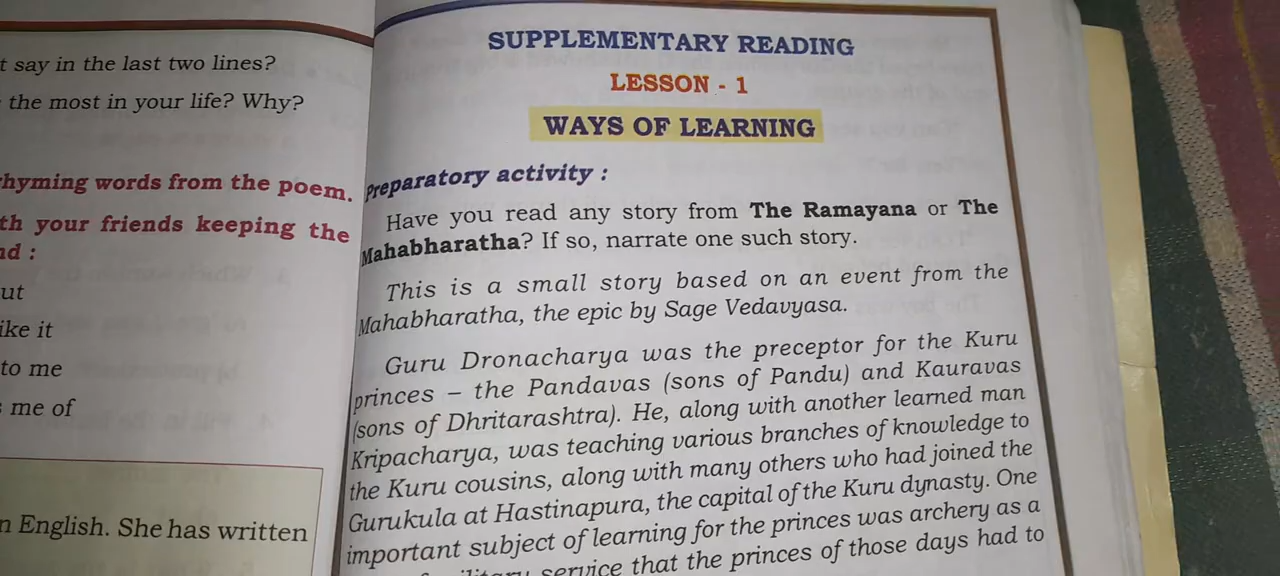 t say in the last two lines?
the most in your life? Why?
hyming words from the poem.
th your friends keeping the
nd :
ut
ike it
to me
me of
n English. She has written
SUPPLEMENTARY READING
LESSON - 1
WAYS OF LEARNING
Preparatory activity :
Have you read any story from The Ramayana or The
Mahabharatha? If so, narrate one such story.
This is a small story based on an event from the
Mahabharatha, the epic by Sage Vedavyasa.
Guru Dronacharya was the preceptor for the Kuru
princes – the Pandavas (sons of Pandu) and Kauravas
(sons of Dhritarashtra). He, along with another learned man
Kripacharya, was teaching various branches of knowledge to
the Kuru cousins, along with many others who had joined the
Gurukula at Hastinapura, the capital of the Kuru dynasty. One
important subject of learning for the princes was archery as a
service that the princes of those days had to